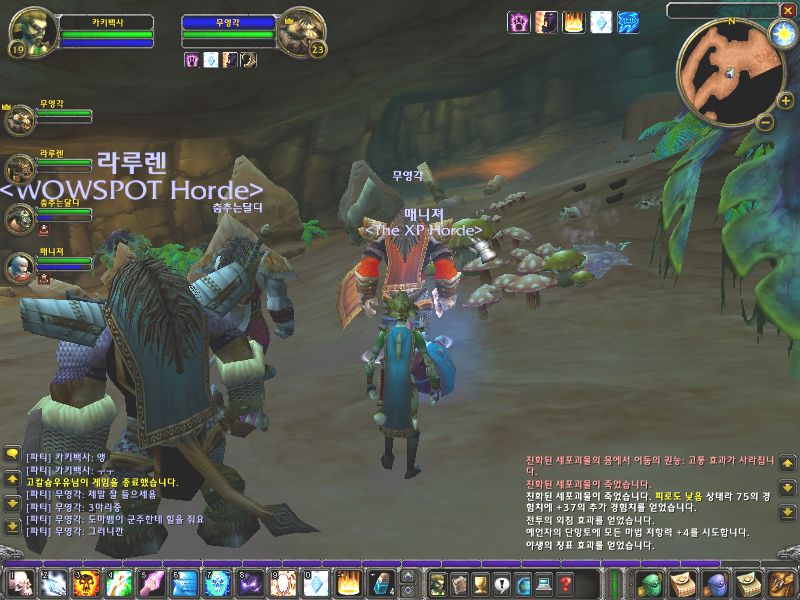 카키백사
19
무영각
23
N
무영각
라루렌
춤추는달디
매니져
라루렌
<WOWSPOT Horde>
춤추는달디
무영각
매니져
<The XP Horde>
[파티] 카키백사: 앵
[파티] 카키백사: 우우
고칼슘우유님이 게임을 종료했습니다.
[파티] 무영각: 제말 잘 들으세욤
[파티] 무영각: 3마리중
[파티] 무영각: 도마뱀이 군주한테 힐을 줘요
[파티] 무영각: 그러니깐
진화된 세포괴물의 몸에서 어둠의 권능: 고통 효과가 사라집니
다.
진화된 세포괴물이 죽었습니다.
진화된 세포괴물이 죽었습니다. 피로도 낮음 상태라 75의 경
험치에 +37의 추가 경험치를 얻었습니다.
전투의 외침 효과를 얻었습니다.
예언자의 단망토에 모든 마법 저항력 +4를 시도합니다.
야생의 징표 효과를 얻었습니다.